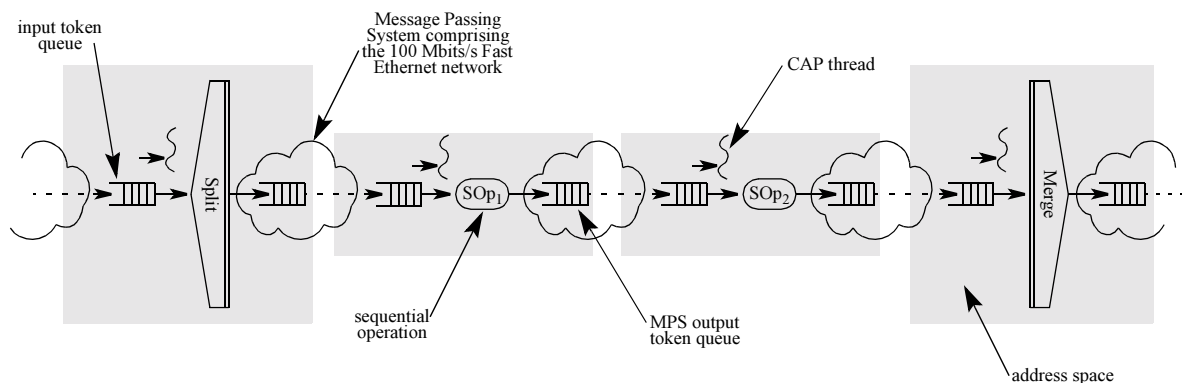 input token
queue
Message Passing
System comprising
the 100 Mbits/s Fast
Ethernet network
CAP thread
Split
SOp1
SOp2
Merge
sequential
operation
MPS output
token queue
address space